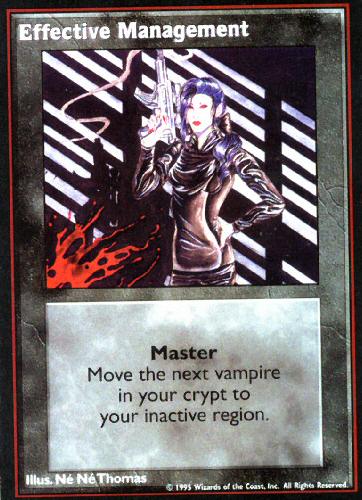 Effective Management
Master
Move the next vampire
in your crypt to
your inactive region.
Illus. Né Né Thomas
© 1995 Wizards of the Coast, Inc. All Rights Reserved.